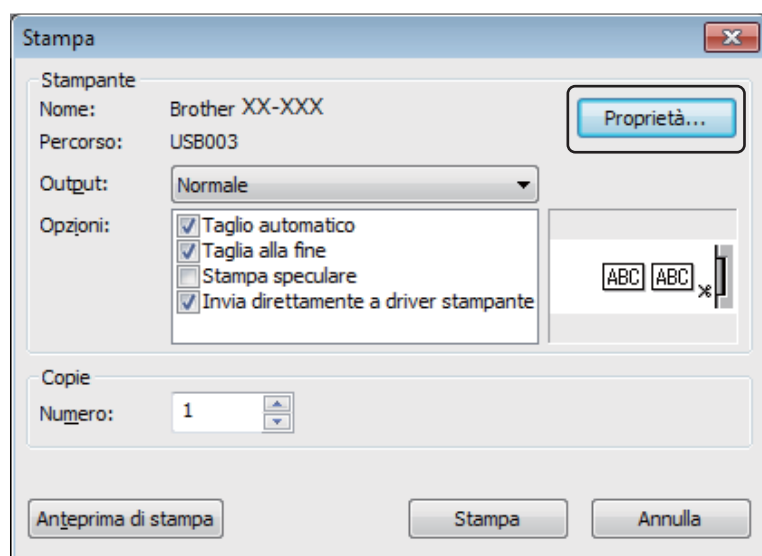 Stampa
Stampante
Nome: Brother XX-XXX
Proprietà...
Percorso: USB003
Output: Normale
Opzioni: Taglio automatico
Taglia alla fine
Stampa speculare
Invia direttamente a driver stampante
ABC ABC
Copie
Numero: 1
Anteprima di stampa Stampa Annulla